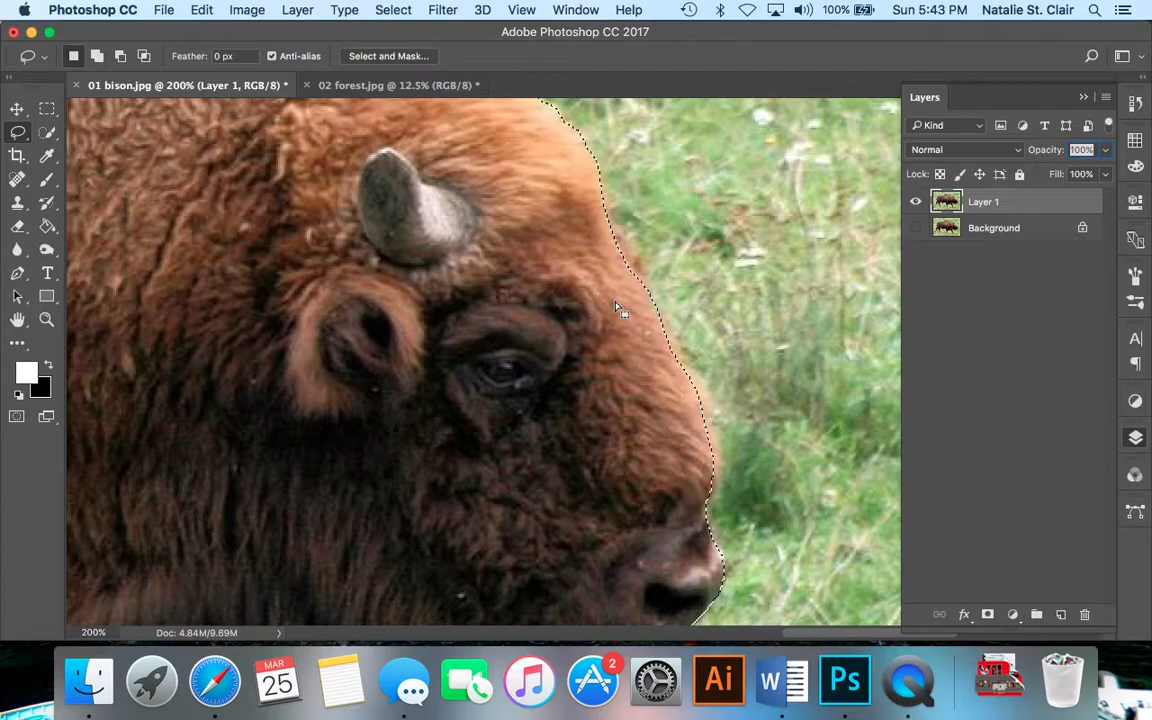 Photoshop CC File Edit Image Layer Type Select Filter 3D View Window Help 100% Sun 5:43 PM Natalie St. Clair
Adobe Photoshop CC 2017
Feather: 0 px Anti-alias Select and Mask...
× 01 bison.jpg @ 200% (Layer 1, RGB/8) * × 02 forest.jpg @ 12.5% (RGB/8) *
Layers
Kind
Normal Opacity: 100%
Lock: Fill: 100%
Layer 1
Background
200% Doc: 4.84M/9.69M
MAR
25
2
Ai
W
Ps